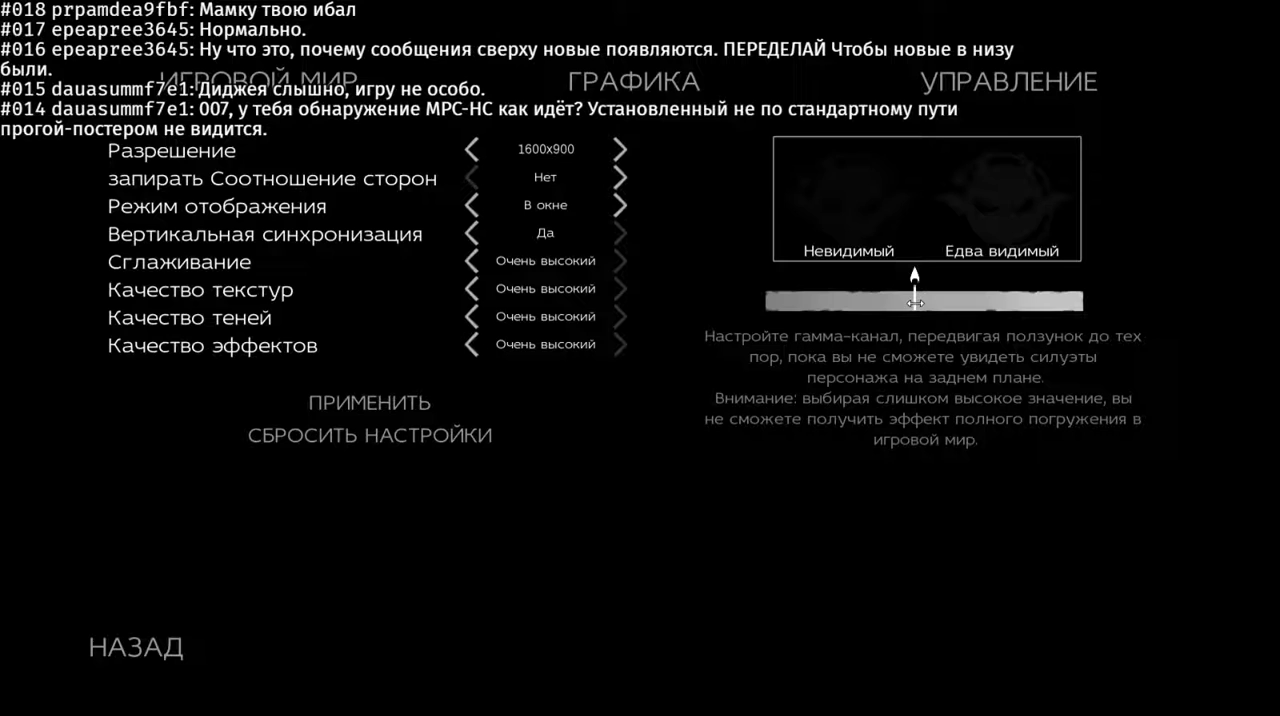 #018 prpamdea9fbf: Мамку твою ибал
#017 epeapree3645: Нормально.
#016 epeapree3645: Ну что это, почему сообщения сверху новые появляются. ПЕРЕДЕЛАЙ Чтобы новые в низу
были.
ИГРОВОЙ МИР
ГРАФИКА
УПРАВЛЕНИЕ
#015 dauasummf7e1: Диджея слышно, игру не особо.
#014 dauasummf7e1: 007, у тебя обнаружение MPC-HC как идёт? Установленный не по стандартному пути
прогой-постером не видится.
Разрешение 1600x900
запирать Соотношение сторон Нет
Режим отображения В окне
Вертикальная синхронизация Да
Сглаживание Очень высокий
Качество текстур Очень высокий
Качество теней Очень высокий
Качество эффектов Очень высокий
ПРИМЕНИТЬ
СБРОСИТЬ НАСТРОЙКИ
Невидимый Едва видимый
Настройте гамма-канал, передвигая ползунок до тех
пор, пока вы не сможете увидеть силуэты
персонажа на заднем плане.
Внимание: выбирая слишком высокое значение, вы
не сможете получить эффект полного погружения в
игровой мир.
НАЗАД